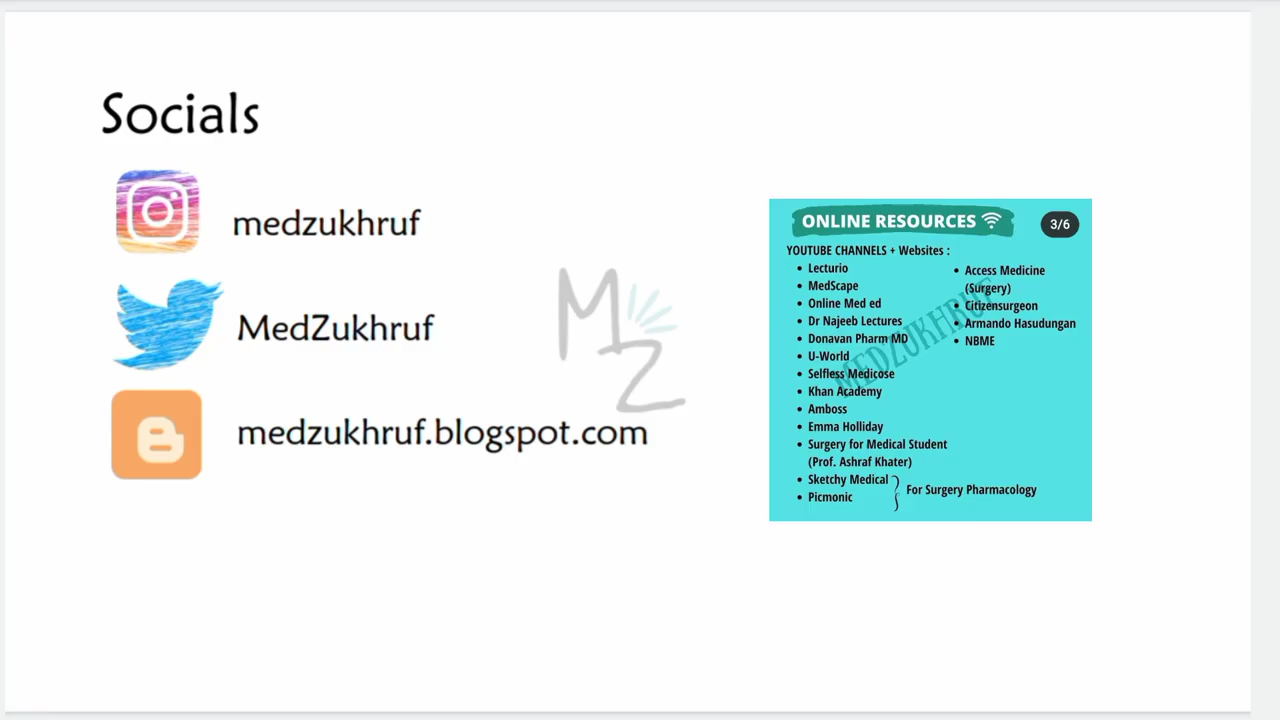 Socials
medzukhruf
MedZukhruf
medzukhruf.blogspot.com
MZ
ONLINE RESOURCES
3/6
YOUTUBE CHANNELS + Websites :
• Lecturio
• MedScape
• Online Med ed
• Dr Najeeb Lectures
• Donavan Pharm MD
• U-World
• Selfless Medicose
• Khan Academy
• Amboss
• Emma Holliday
• Surgery for Medical Student
(Prof. Ashraf Khater)
• Sketchy Medical
• Picmonic
For Surgery Pharmacology
• Access Medicine
(Surgery)
• Citizensurgeon
• Armando Hasudungan
• NBME
MEDZUKHRUF